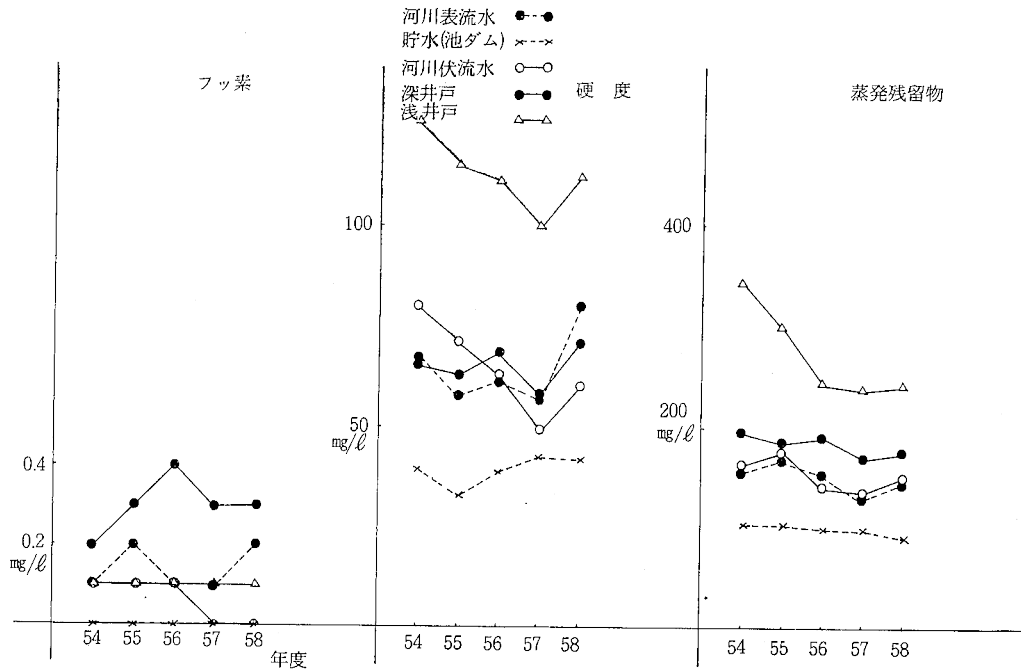 河川表流水
貯水(池ダム)
河川伏流水
深井戸
浅井戸
フッ素
0.4
0.2
mg/ℓ
54 55 56 57 58
年度
硬 度
100
50
mg/ℓ
54 55 56 57 58
蒸発残留物
400
200
mg/ℓ
54 55 56 57 58